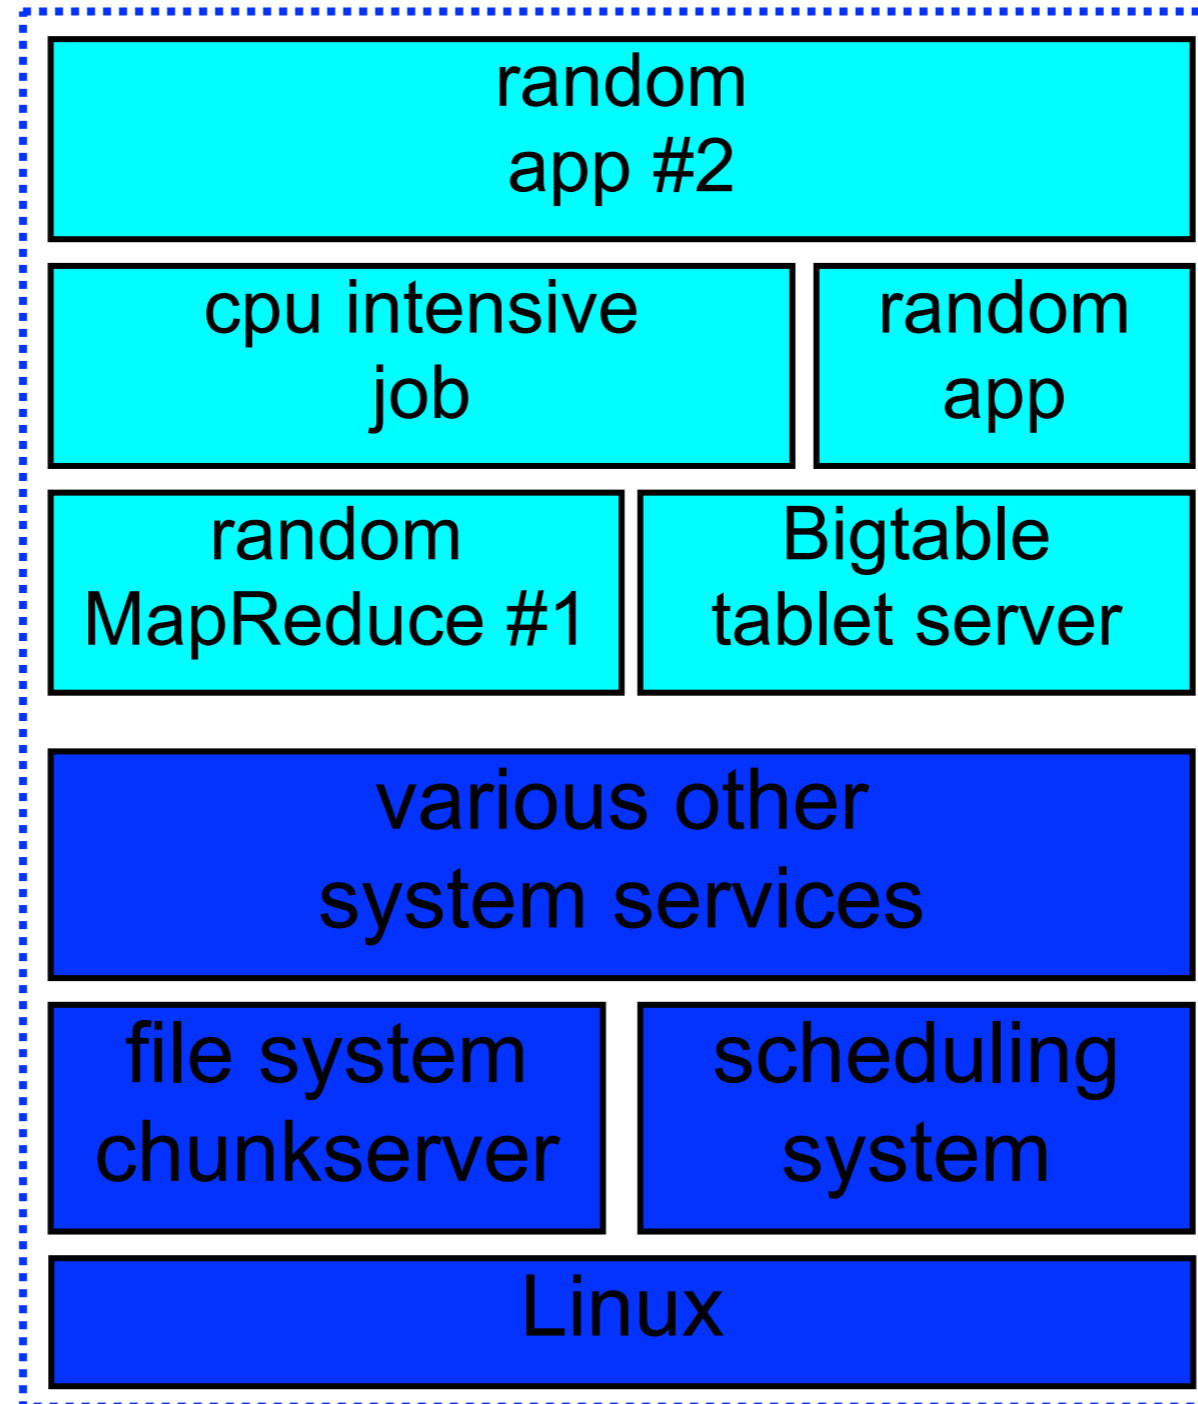 random
app #2
cpu intensive
job
random
app
random
MapReduce #1
Bigtable
tablet server
various other
system services
file system
chunkserver
scheduling
system
Linux